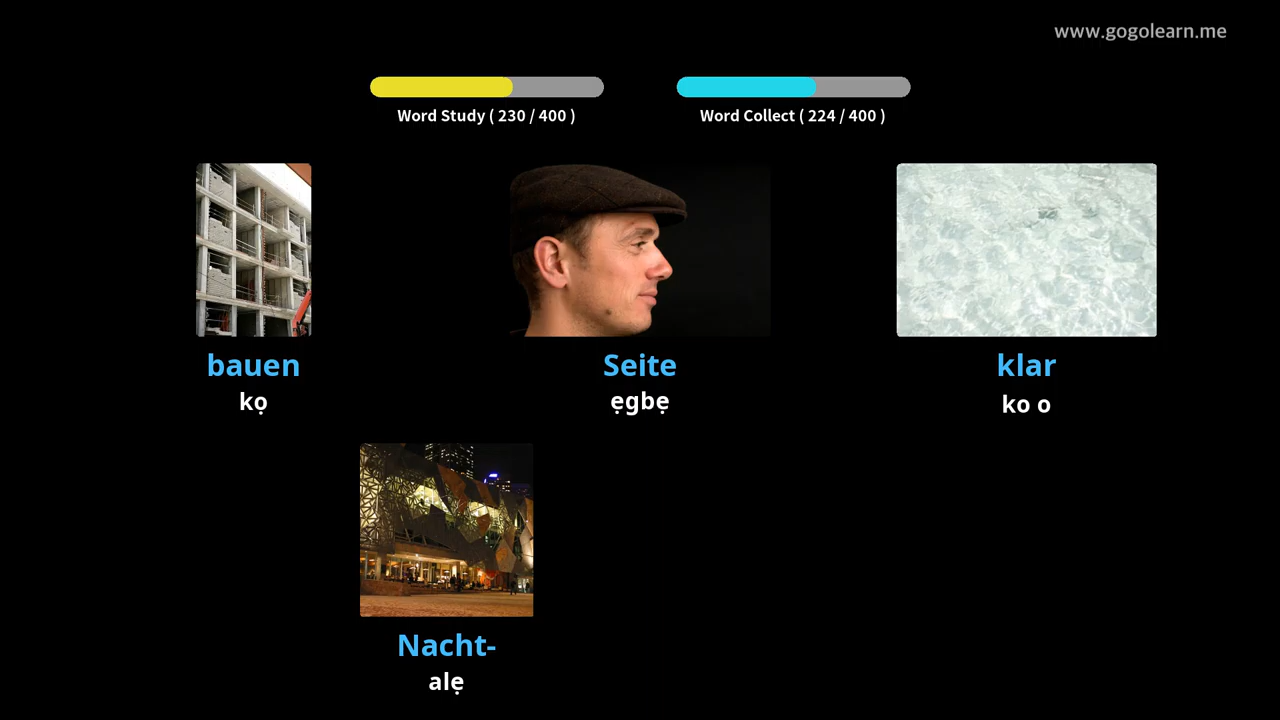 www.gogolearn.me
Word Study ( 230 / 400 )
Word Collect ( 224 / 400 )
bauen
kọ
Seite
ẹgbẹ
klar
ko o
Nacht-
alẹ